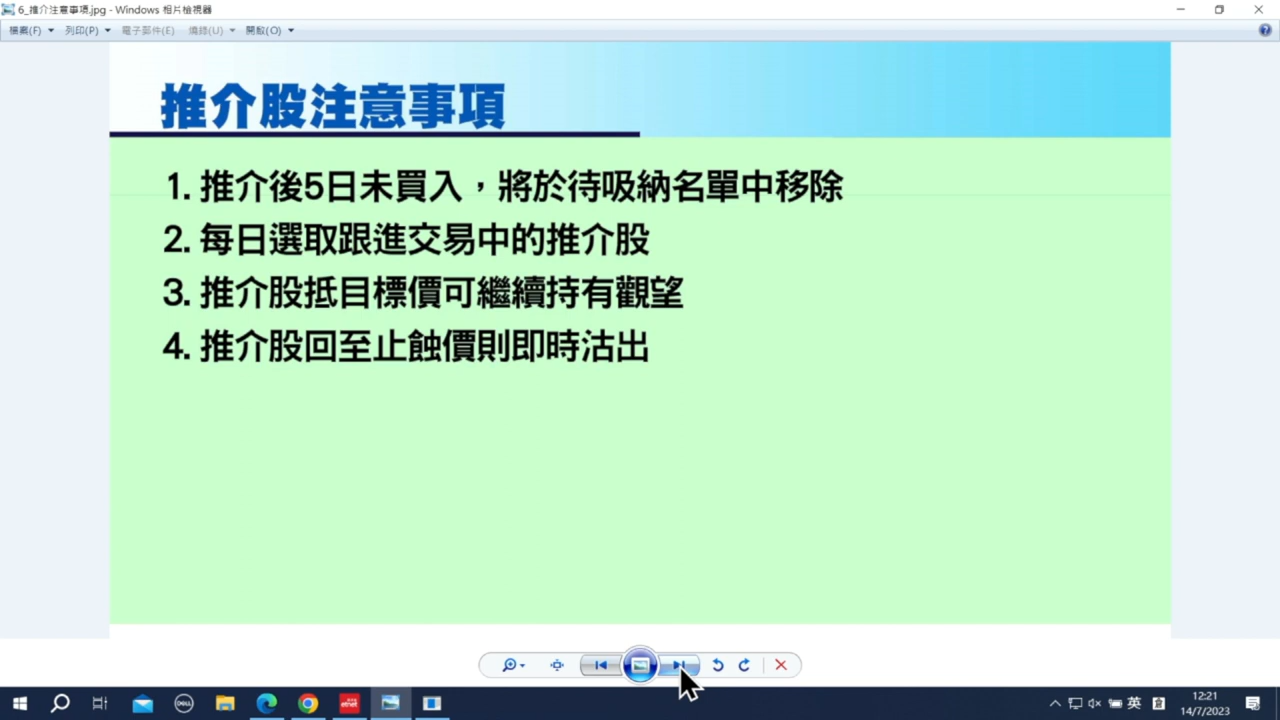 6_推介注意事項.jpg - Windows 相片檢視器
檔案(F) 列印(P) 電子郵件(E) 燒錄(U) 開啟(O)
推介股注意事項
1. 推介後5日未買入，將於待吸納名單中移除
2. 每日選取跟進交易中的推介股
3. 推介股抵目標價可繼續持有觀望
4. 推介股回至止蝕價則即時沽出
DELL
etnet
英
12:21
14/7/2023